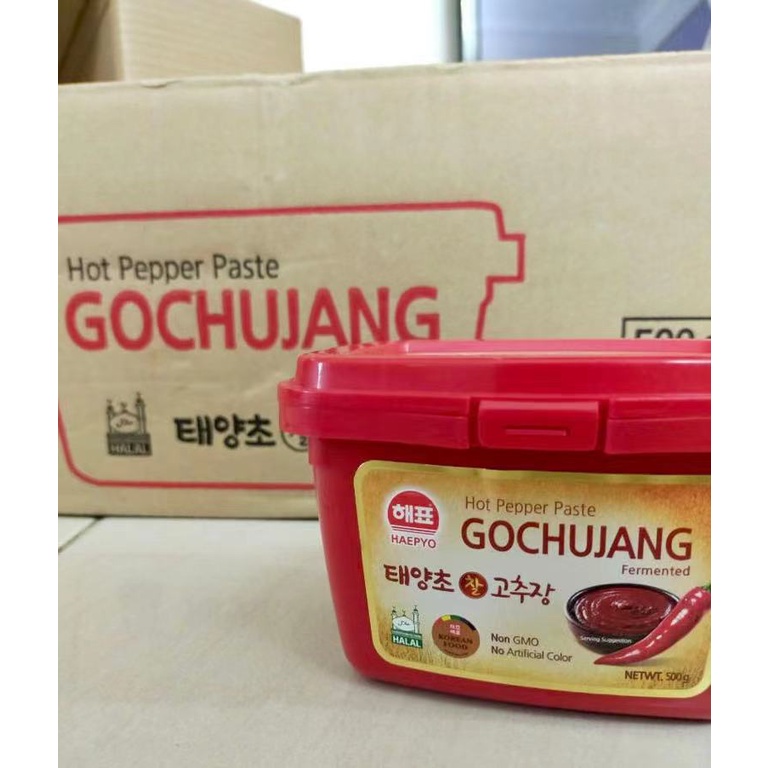 Hot Pepper Paste
GOCHUJANG
HALAL
태양초
해표
HAEPYO
Hot Pepper Paste
GOCHUJANG
Fermented
태양초 찰 고추장
HALAL
KOREAN
FOOD
Non GMO
No Artificial Color
Serving Suggestion
NETWT. 500g